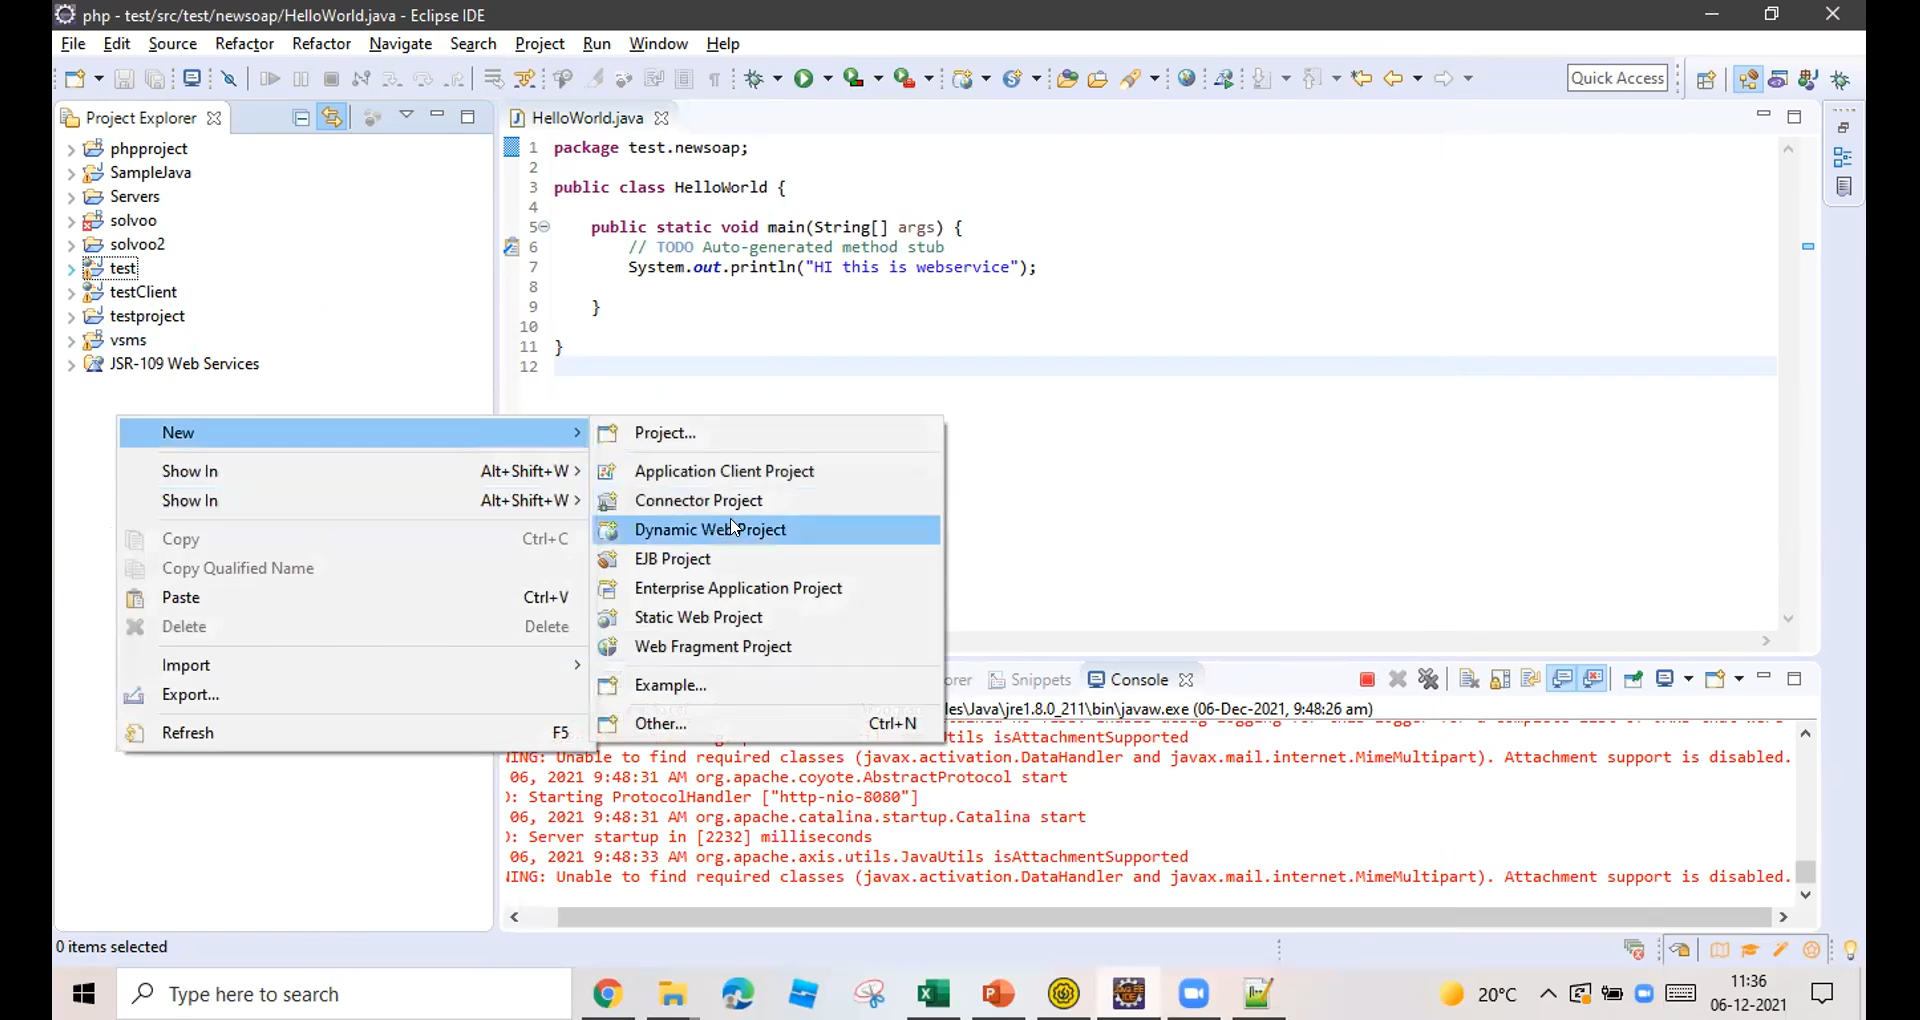 php - test/src/test/newsoap/HelloWorld.java - Eclipse IDE
File Edit Source Refactor Refactor Navigate Search Project Run Window Help
Quick Access
Project Explorer
phpproject
SampleJava
Servers
solvoo
solvoo2
test
testClient
testproject
vsms
JSR-109 Web Services
HelloWorld.java
1 package test.newsoap;
2
3 public class HelloWorld {
4
5 public static void main(String[] args) {
6 // TODO Auto-generated method stub
7 System.out.println("HI this is webservice");
8
9 }
10
11 }
12
New
Show In Alt+Shift+W
Show In Alt+Shift+W
Copy Ctrl+C
Copy Qualified Name
Paste Ctrl+V
Delete Delete
Import
Export...
Refresh F5
Project...
Application Client Project
Connector Project
Dynamic Web Project
EJB Project
Enterprise Application Project
Static Web Project
Web Fragment Project
Example...
Other... Ctrl+N
orer Snippets Console
les\Java\jre1.8.0_211\bin\javaw.exe (06-Dec-2021, 9:48:26 am)
tils isAttachmentSupported
ING: Unable to find required classes (javax.activation.DataHandler and javax.mail.internet.MimeMultipart). Attachment support is disabled.
06, 2021 9:48:31 AM org.apache.coyote.AbstractProtocol start
): Starting ProtocolHandler ["http-nio-8080"]
06, 2021 9:48:31 AM org.apache.catalina.startup.Catalina start
): Server startup in [2232] milliseconds
06, 2021 9:48:33 AM org.apache.axis.utils.JavaUtils isAttachmentSupported
ING: Unable to find required classes (javax.activation.DataHandler and javax.mail.internet.MimeMultipart). Attachment support is disabled.
0 items selected
Type here to search
20°C
11:36
06-12-2021